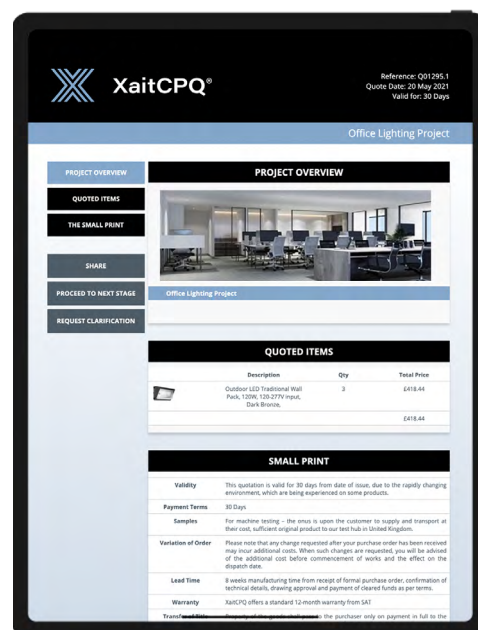 XaitCPQ®
Reference: Q01295.1
Quote Date: 20 May 2021
Valid for: 30 Days
Office Lighting Project
PROJECT OVERVIEW
QUOTED ITEMS
THE SMALL PRINT
SHARE
PROCEED TO NEXT STAGE
REQUEST CLARIFICATION
PROJECT OVERVIEW
Office Lighting Project
QUOTED ITEMS
Description Qty Total Price
Outdoor LED Traditional Wall 3 £418.44
Pack, 120W, 120-277V input,
Dark Bronze,
£418.44
SMALL PRINT
Validity This quotation is valid for 30 days from date of issue, due to the rapidly changing
environment, which are being experienced on some products.
Payment Terms 30 Days
Samples For machine testing – the onus is upon the customer to supply and transport at
their cost, sufficient original product to our test hub in United Kingdom.
Variation of Order Please note that any change requested after your purchase order has been received
may incur additional costs. When such changes are requested, you will be advised
of the additional cost before commencement of works and the effect on the
dispatch date.
Lead Time 8 weeks manufacturing time from receipt of formal purchase order, confirmation of
technical details, drawing approval and payment of cleared funds as per terms.
Warranty XaitCPQ offers a standard 12-month warranty from SAT
the purchaser only on payment in full to the